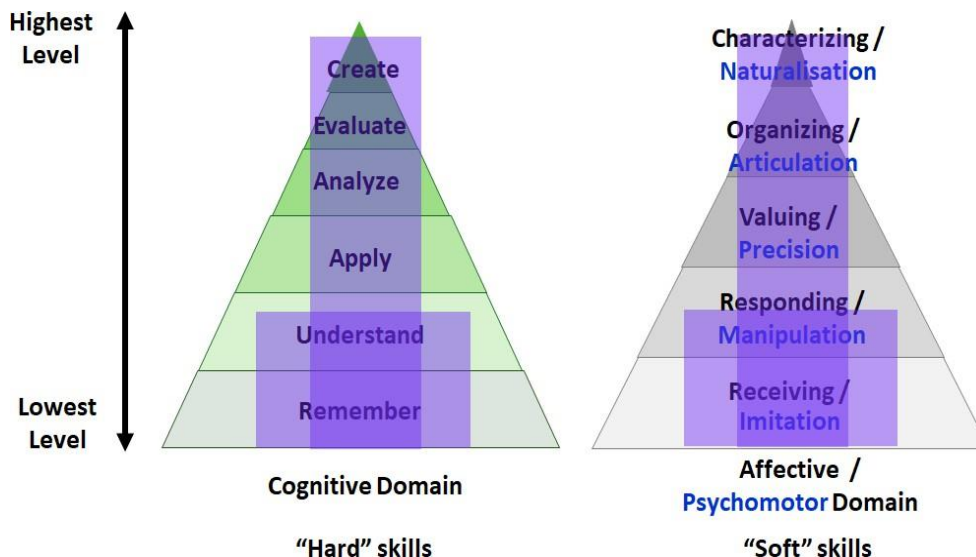 Highest
Level
Create
Evaluate
Analyze
Apply
Understand
Remember
Lowest
Level
Cognitive Domain
“Hard” skills
Characterizing /
Naturalisation
Organizing /
Articulation
Valuing /
Precision
Responding /
Manipulation
Receiving /
Imitation
Affective /
Psychomotor Domain
“Soft” skills